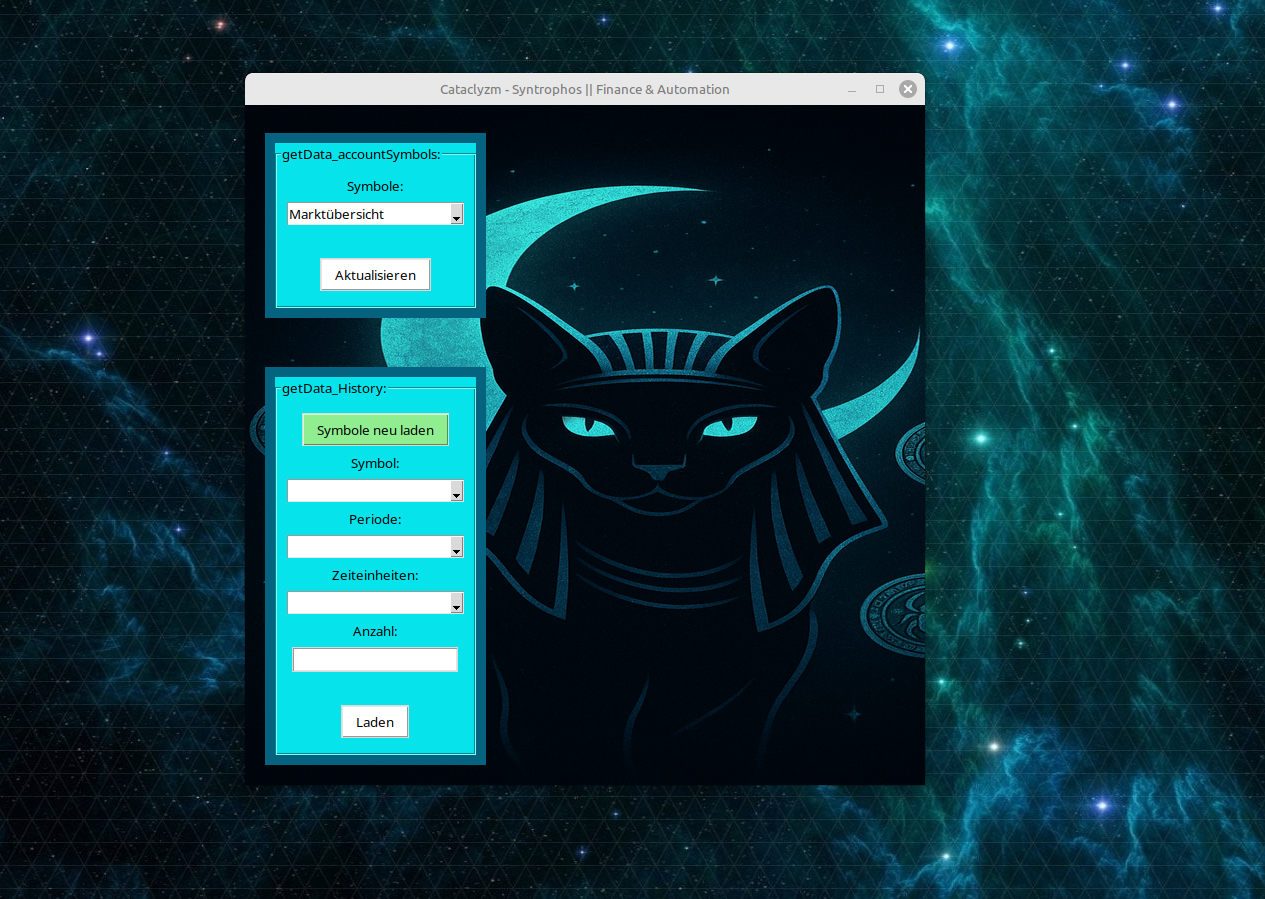 Cataclyzm - Syntrophos || Finance & Automation
getData_accountSymbols:
Symbole:
Marktübersicht
Aktualisieren
getData_History:
Symbole neu laden
Symbol:
Periode:
Zeiteinheiten:
Anzahl:
Laden